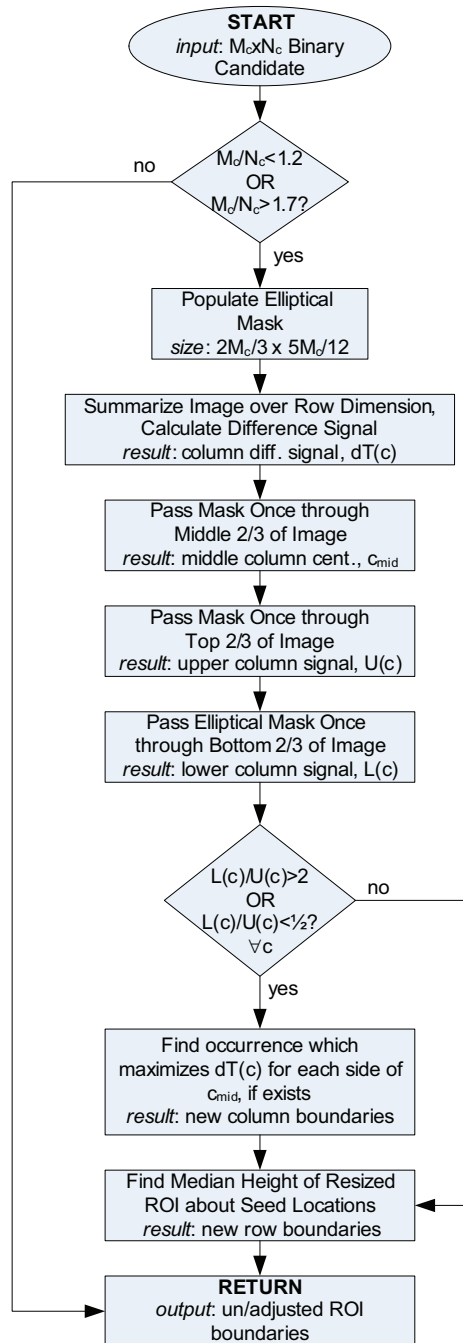 START
input: McxNc Binary
Candidate
no
Mc/Nc<1.2
OR
Mc/Nc>1.7?
yes
Populate Elliptical
Mask
size: 2Mc/3 x 5Mc/12
Summarize Image over Row Dimension,
Calculate Difference Signal
result: column diff. signal, dT(c)
Pass Mask Once through
Middle 2/3 of Image
result: middle column cent., cmid
Pass Mask Once through
Top 2/3 of Image
result: upper column signal, U(c)
Pass Elliptical Mask Once
through Bottom 2/3 of Image
result: lower column signal, L(c)
L(c)/U(c)>2
OR
L(c)/U(c)<½?
∀c
no
yes
Find occurrence which
maximizes dT(c) for each side of
cmid, if exists
result: new column boundaries
Find Median Height of Resized
ROI about Seed Locations
result: new row boundaries
RETURN
output: un/adjusted ROI
boundaries